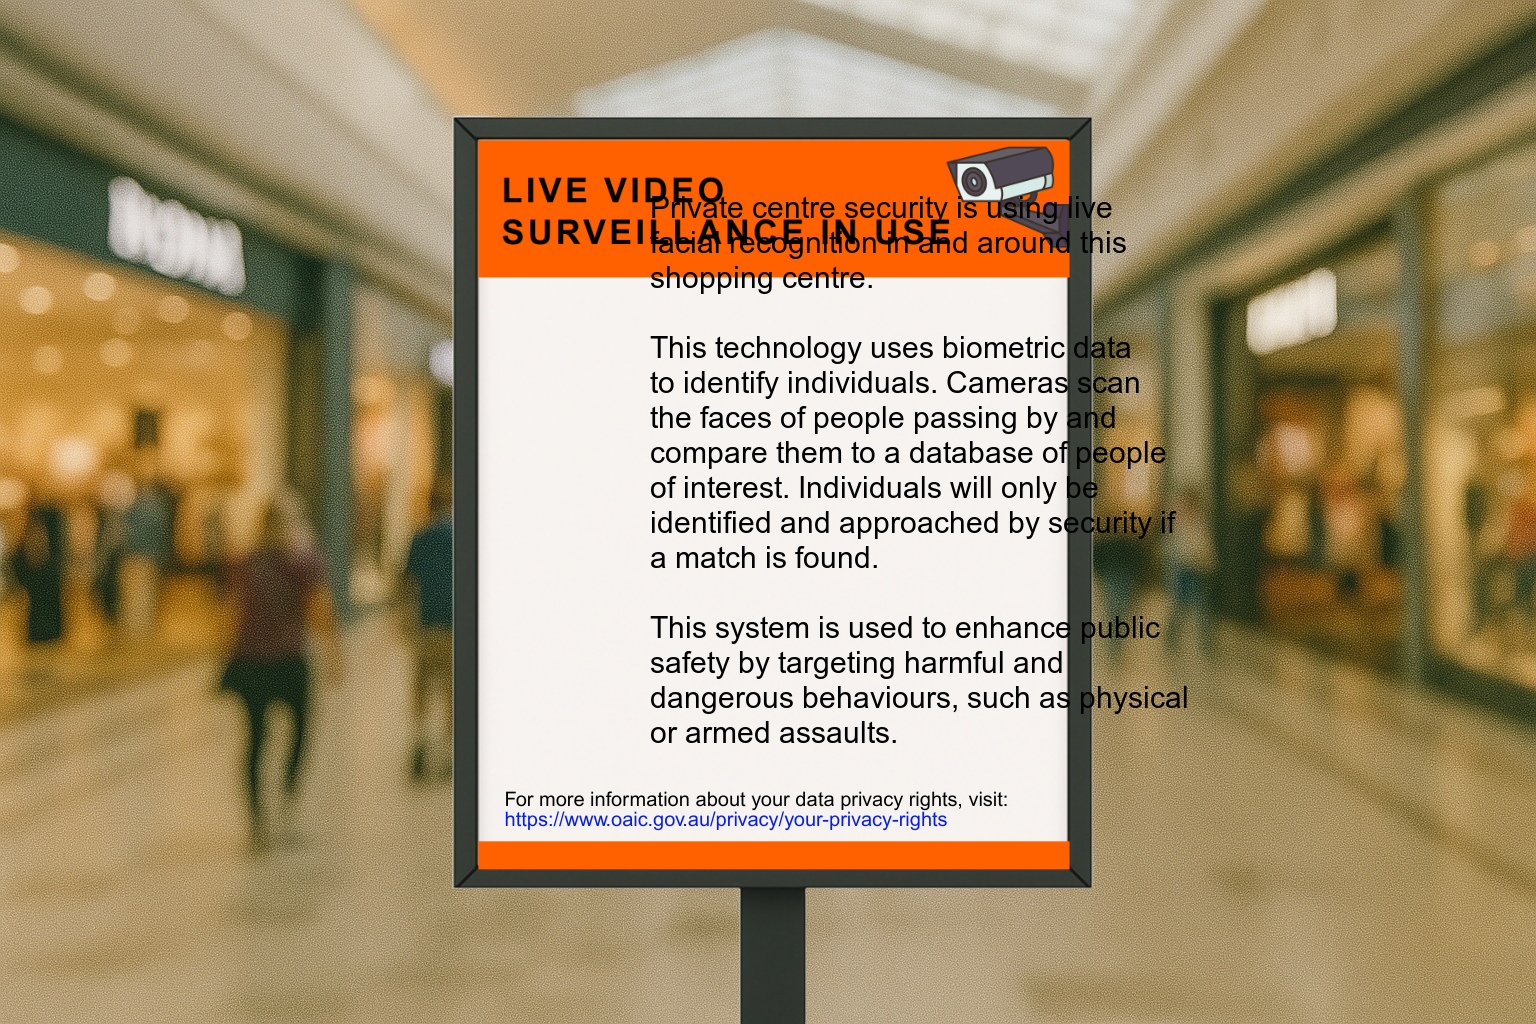 LIVE VIDEO
SURVEILLANCE IN USE
Private centre security is using live
facial recognition in and around this
shopping centre.
This technology uses biometric data
to identify individuals. Cameras scan
the faces of people passing by and
compare them to a database of people
of interest. Individuals will only be
identified and approached by security if
a match is found.
This system is used to enhance public
safety by targeting harmful and
dangerous behaviours, such as physical
or armed assaults.
For more information about your data privacy rights, visit:
https://www.oaic.gov.au/privacy/your-privacy-rights